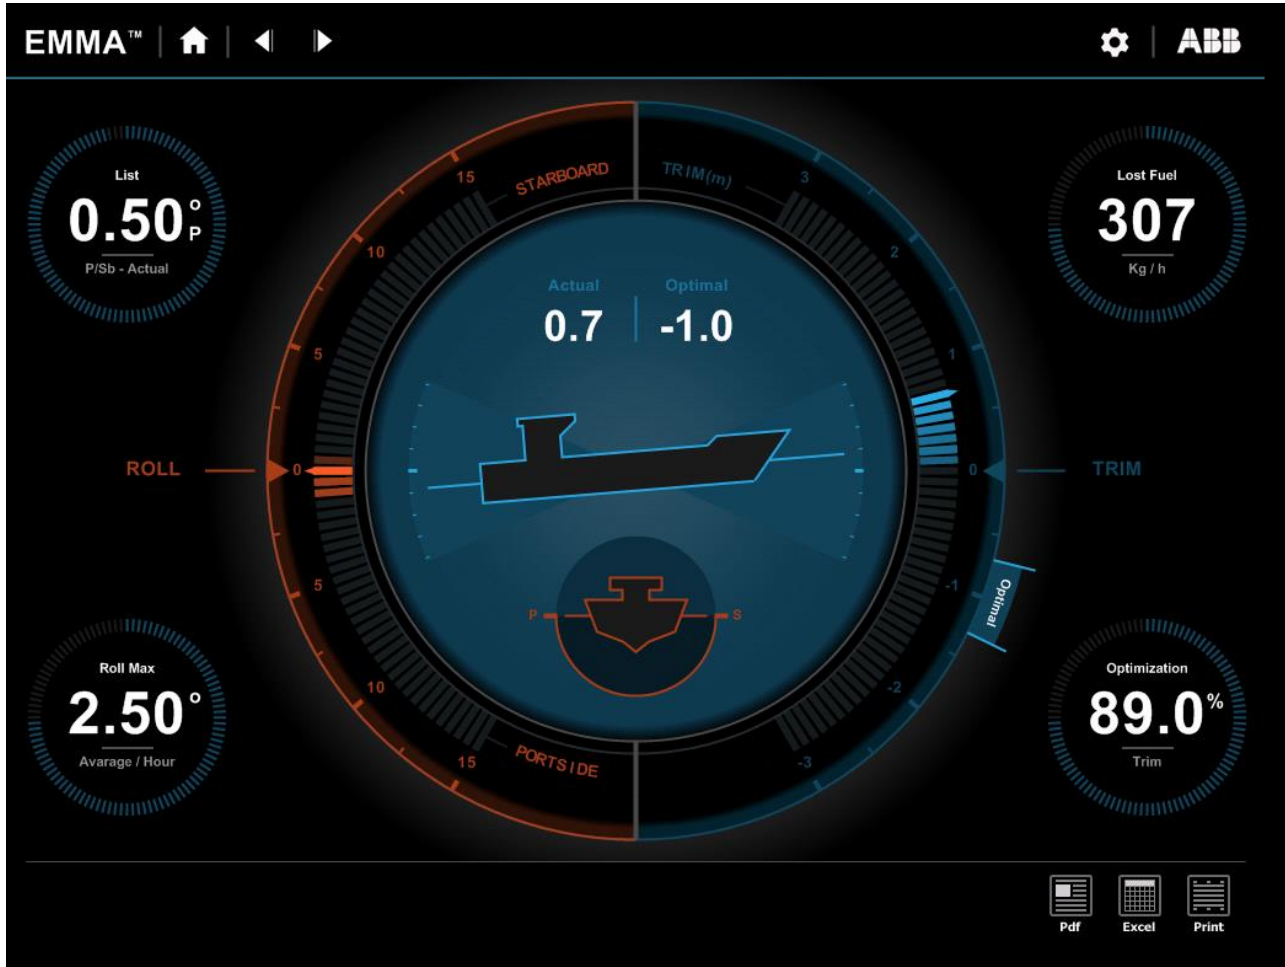 EMMA™
ABB
List
0.50°P
P/Sb - Actual
Lost Fuel
307
Kg / h
STARBOARD
TRIM(m)
15
10
5
0
5
10
15
3
2
1
0
-1
-2
-3
Actual
Optimal
0.7
-1.0
ROLL
TRIM
Optimal
P
S
PORTSIDE
Roll Max
2.50°
Avarage / Hour
Optimization
89.0%
Trim
Pdf
Excel
Print